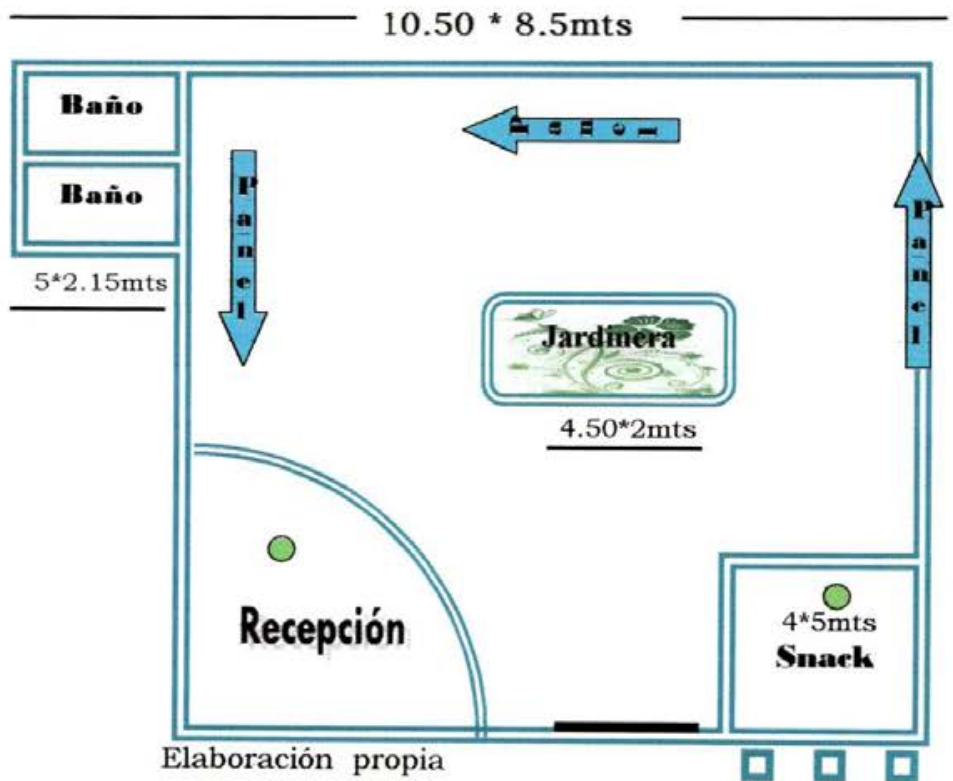 10.50 * 8.5mts
Baño
Panel
Baño
Panel
Panel
5*2.15mts
Jardinera
4.50*2mts
4*5mts
Recepción
Snack
Elaboración propia